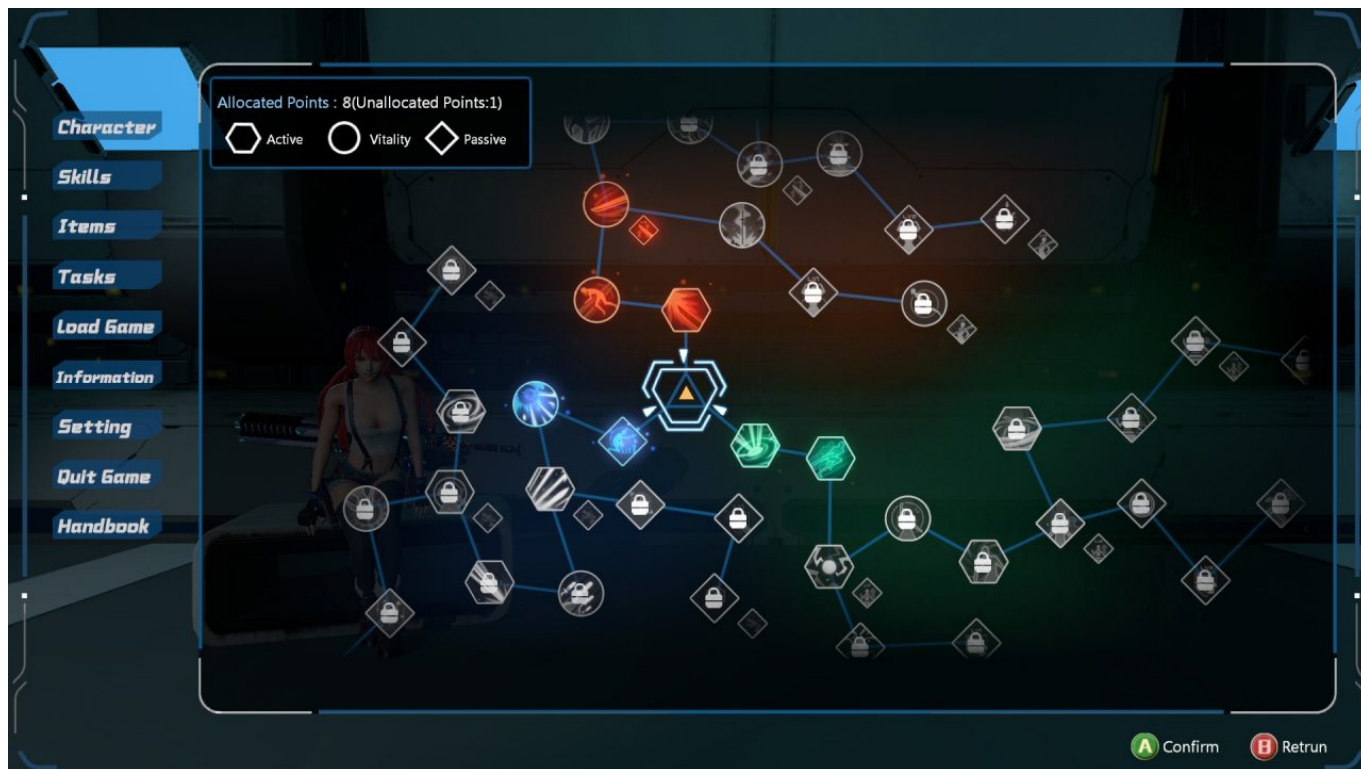 Allocated Points : 8(Unallocated Points:1)
Active Vitality Passive
Character
Skills
Items
Tasks
Load Game
Information
Setting
Quit Game
Handbook
A Confirm B Retrun